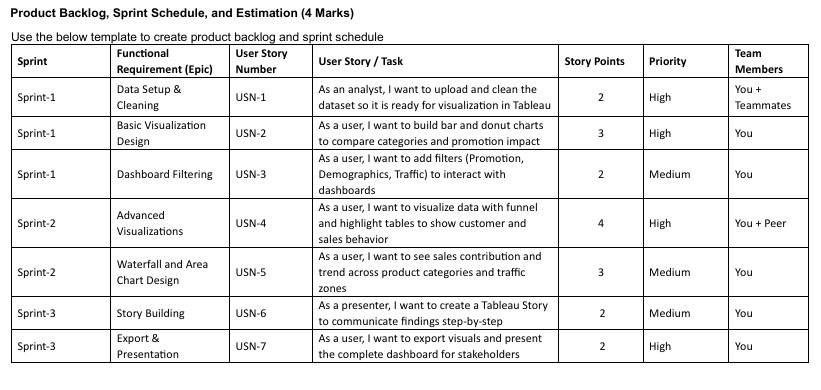 Product Backlog, Sprint Schedule, and Estimation (4 Marks)
Use the below template to create product backlog and sprint schedule
Sprint
Functional
Requirement (Epic)
User Story
Number
User Story / Task
Story Points
Priority
Team
Members
Sprint-1
Data Setup &
Cleaning
USN-1
As an analyst, I want to upload and clean the
dataset so it is ready for visualization in Tableau
2
High
You +
Teammates
Sprint-1
Basic Visualization
Design
USN-2
As a user, I want to build bar and donut charts
to compare categories and promotion impact
3
High
You
Sprint-1
Dashboard Filtering
USN-3
As a user, I want to add filters (Promotion,
Demographics, Traffic) to interact with
dashboards
2
Medium
You
Sprint-2
Advanced
Visualizations
USN-4
As a user, I want to visualize data with funnel
and highlight tables to show customer and
sales behavior
4
High
You + Peer
Sprint-2
Waterfall and Area
Chart Design
USN-5
As a user, I want to see sales contribution and
trend across product categories and traffic
zones
3
Medium
You
Sprint-3
Story Building
USN-6
As a presenter, I want to create a Tableau Story
to communicate findings step-by-step
2
Medium
You
Sprint-3
Export &
Presentation
USN-7
As a user, I want to export visuals and present
the complete dashboard for stakeholders
2
High
You